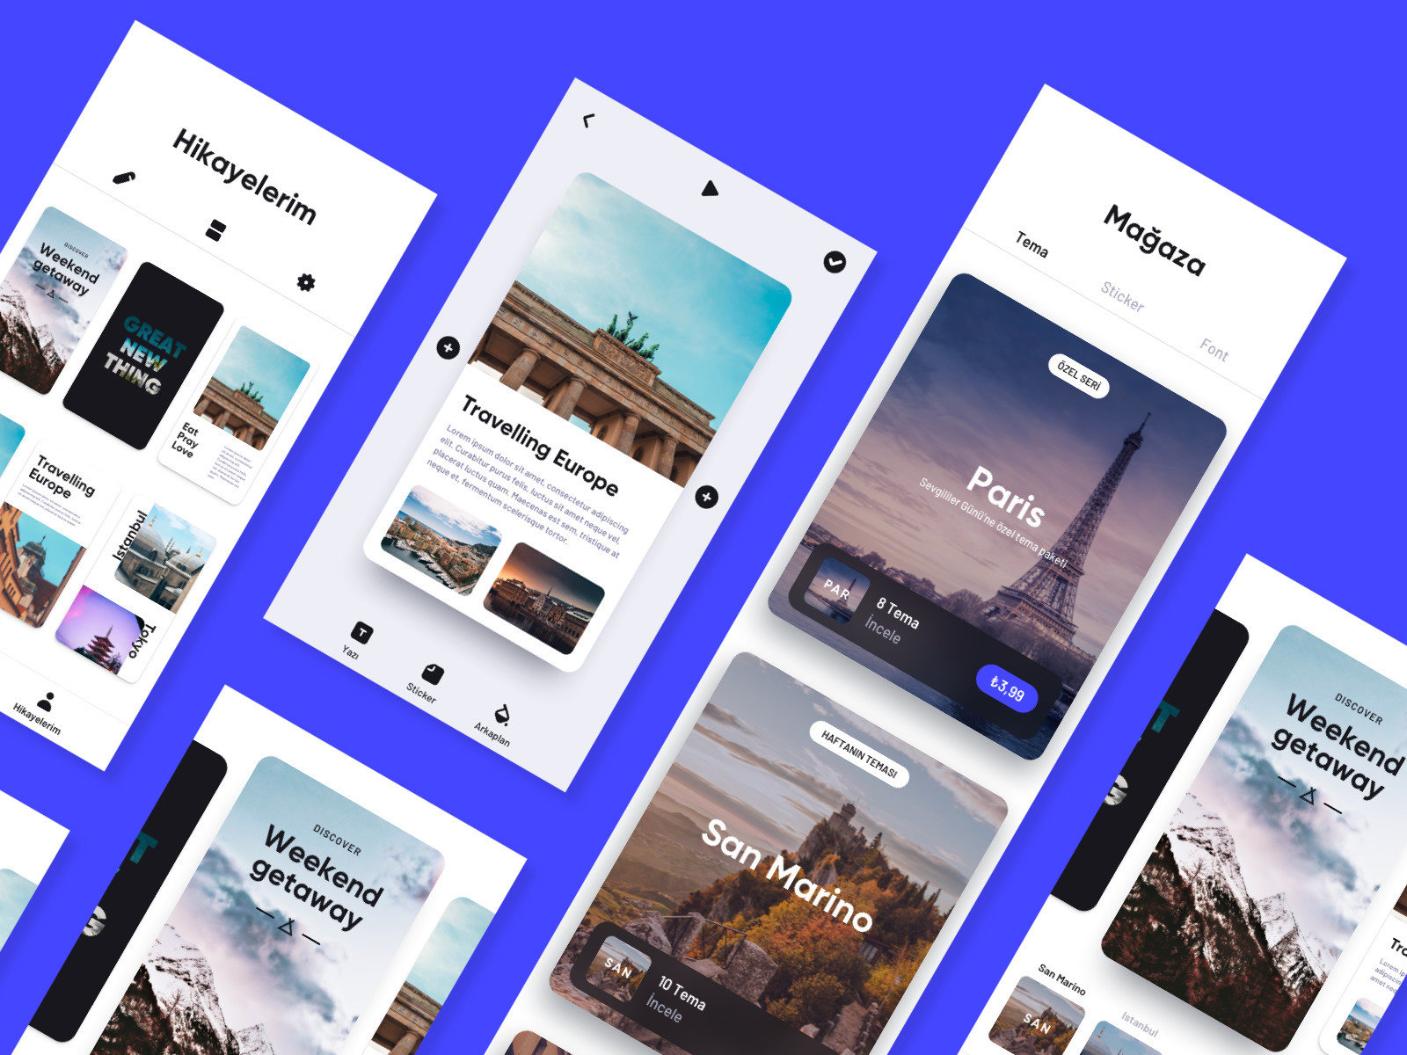 Hikayelerim
DISCOVER
Weekend
getaway
GREAT
NEW
THING
Eat
Pray
Love
Travelling
Europe
Istanbul
Tokyo
Hikayelerim
Travelling Europe
Lorem ipsum dolor sit amet, consectetur adipiscing
elit. Curabitur purus felis, luctus sit amet neque vel,
placerat luctus quam. Maecenas est sem, tristique at
neque et, fermentum scelerisque tortor.
Yazı
Sticker
Arkaplan
Mağaza
Tema
Sticker
Font
ÖZEL SERİ
Paris
Sevgililer Günü'ne özel tema paketi
PAR
8 Tema
İncele
₺3,99
HAFTANIN TEMASI
San Marino
SAN
10 Tema
İncele
DISCOVER
Weekend
getaway
DISCOVER
Weekend
getaway
San Marino
SAN
Istanbul